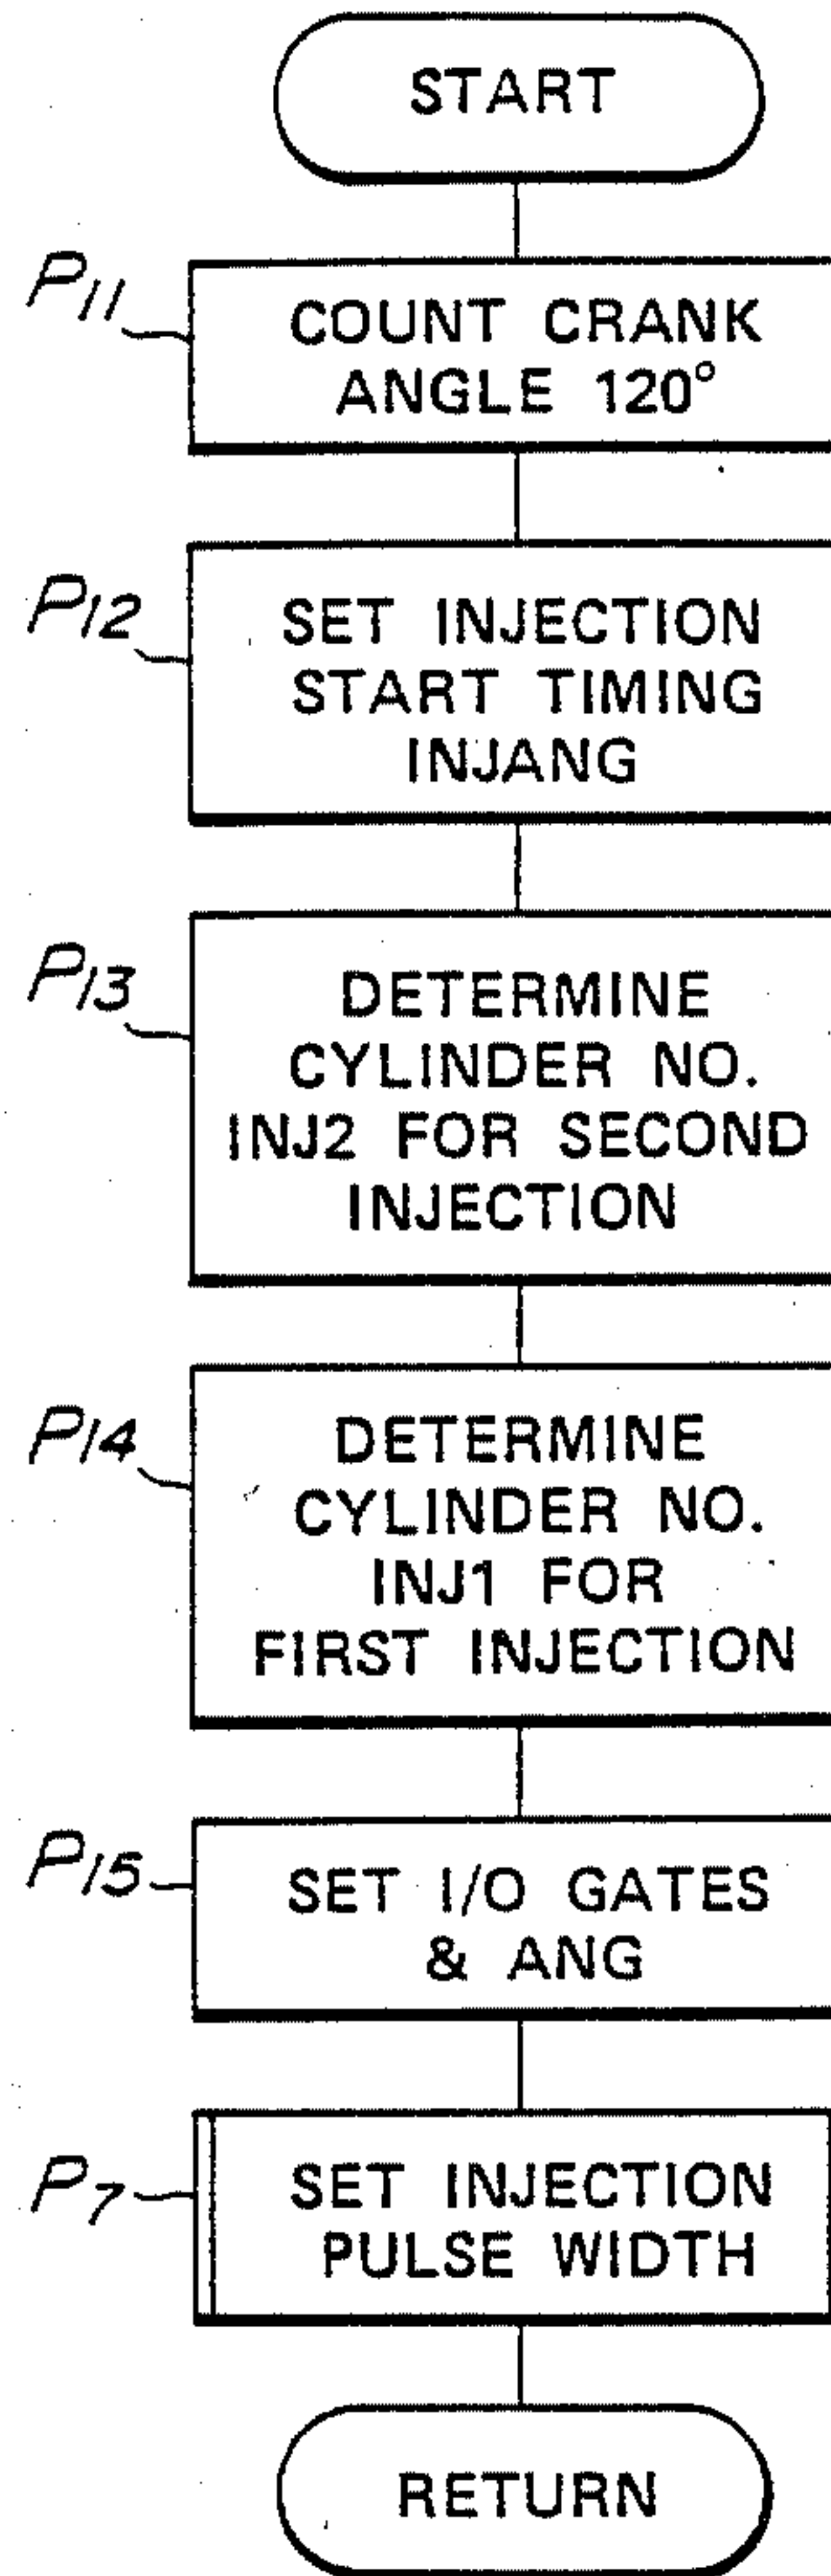 START
P11
COUNT CRANK
ANGLE 120°
P12
SET INJECTION
START TIMING
INJANG
P13
DETERMINE
CYLINDER NO.
INJ2 FOR SECOND
INJECTION
P14
DETERMINE
CYLINDER NO.
INJ1 FOR
FIRST INJECTION
P15
SET I/O GATES
& ANG
P7
SET INJECTION
PULSE WIDTH
RETURN